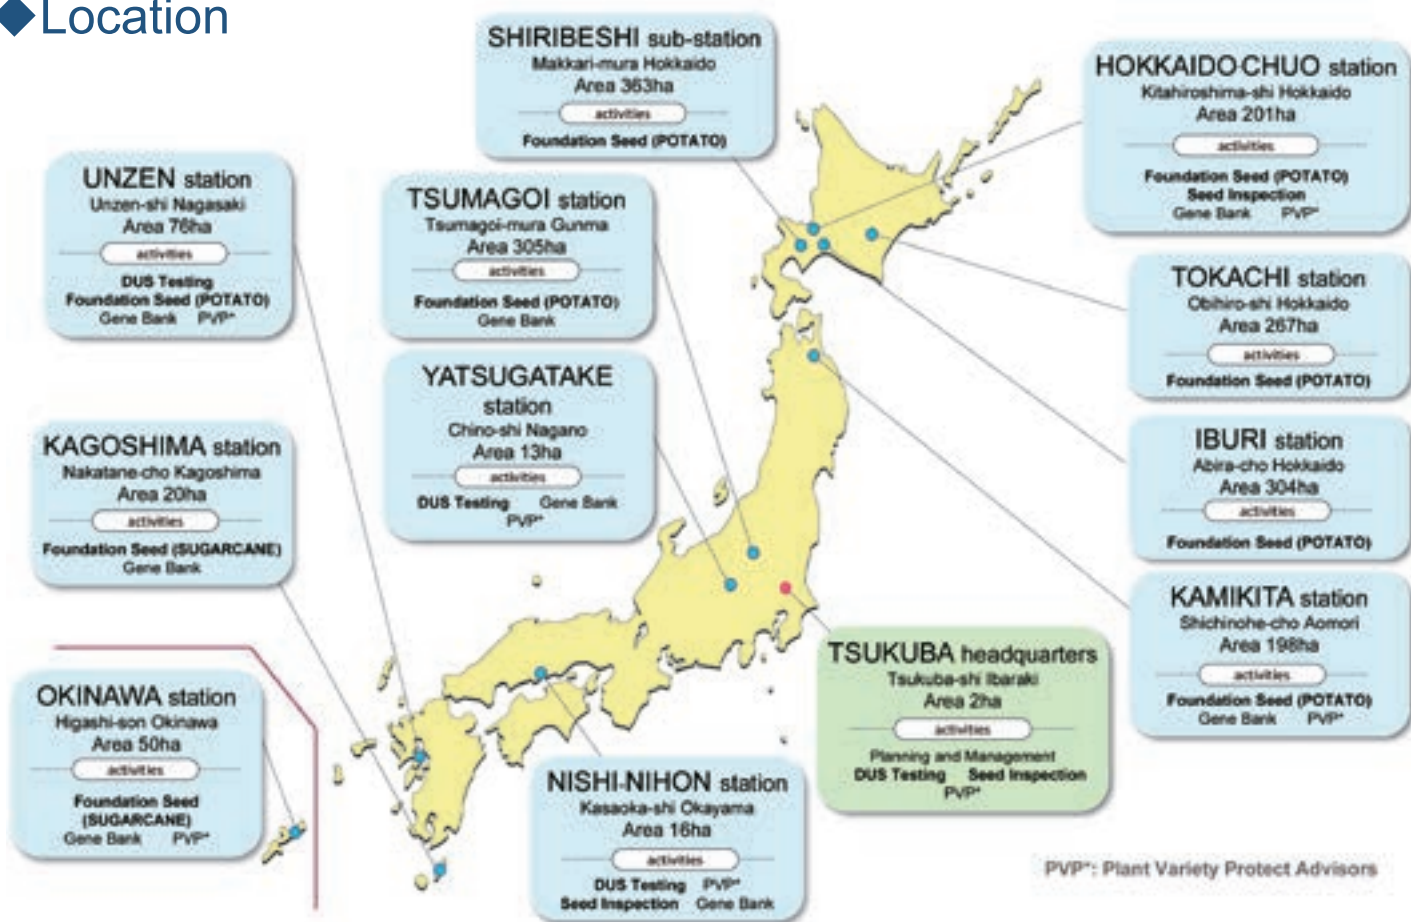 ◆Location
SHIRIBESHI sub-station
Makkari-mura Hokkaido
Area 363ha
activities
Foundation Seed (POTATO)
HOKKAIDO CHUO station
Kitahiroshima-shi Hokkaido
Area 201ha
activities
Foundation Seed (POTATO)
Seed Inspection
Gene Bank PVP*
UNZEN station
Unzen-shi Nagasaki
Area 76ha
activities
DUS Testing
Foundation Seed (POTATO)
Gene Bank PVP*
TSUMAGOI station
Tsumagoi-mura Gunma
Area 305ha
activities
Foundation Seed (POTATO)
Gene Bank
TOKACHI station
Obihiro-shi Hokkaido
Area 267ha
activities
Foundation Seed (POTATO)
YATSUGATAKE
station
Chino-shi Nagano
Area 13ha
activities
DUS Testing Gene Bank
PVP*
KAGOSHIMA station
Nakatane-cho Kagoshima
Area 20ha
activities
Foundation Seed (SUGARCANE)
Gene Bank
IBURI station
Abira-cho Hokkaido
Area 304ha
activities
Foundation Seed (POTATO)
KAMIKITA station
Shichinohe-cho Aomori
Area 198ha
activities
Foundation Seed (POTATO)
Gene Bank PVP*
TSUKUBA headquarters
Tsukuba-shi Ibaraki
Area 2ha
activities
Planning and Management
DUS Testing Seed Inspection
PVP*
OKINAWA station
Higashi-son Okinawa
Area 50ha
activities
Foundation Seed
(SUGARCANE)
Gene Bank PVP*
NISHI-NIHON station
Kasaoka-shi Okayama
Area 16ha
activities
DUS Testing PVP*
Seed Inspection Gene Bank
PVP*: Plant Variety Protect Advisors